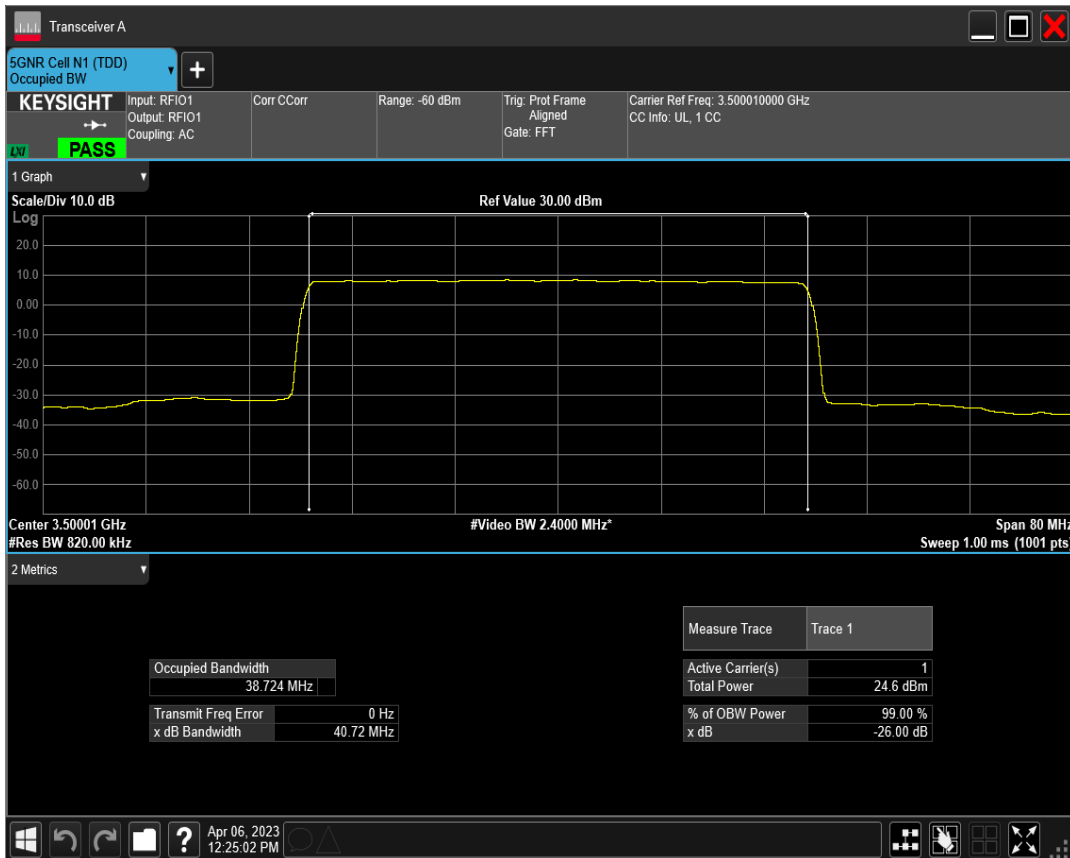 Transceiver A
5GNR Cell N1 (TDD)
Occupied BW
+
KEYSIGHT
LXI
PASS
Input: RFIO1
Output: RFIO1
Coupling: AC
Corr CCorr
Range: -60 dBm
Trig: Prot Frame
Aligned
Gate: FFT
Carrier Ref Freq: 3.500010000 GHz
CC Info: UL, 1 CC
1 Graph
Scale/Div 10.0 dB
Ref Value 30.00 dBm
Log
20.0
10.0
0.00
-10.0
-20.0
-30.0
-40.0
-50.0
-60.0
Center 3.50001 GHz
#Video BW 2.4000 MHz*
Span 80 MHz
#Res BW 820.00 kHz
Sweep 1.00 ms (1001 pts)
2 Metrics
Measure Trace Trace 1
Occupied Bandwidth
38.724 MHz
Active Carrier(s) 1
Total Power 24.6 dBm
Transmit Freq Error 0 Hz
x dB Bandwidth 40.72 MHz
% of OBW Power 99.00 %
x dB -26.00 dB
?
Apr 06, 2023
12:25:02 PM